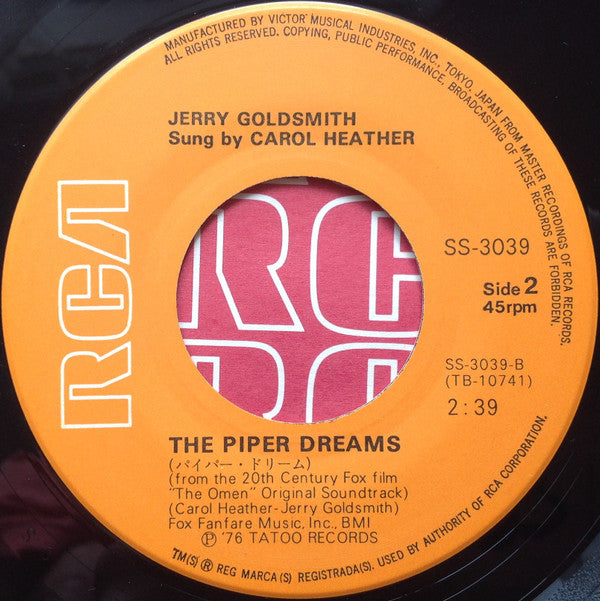 MANUFACTURED BY VICTOR MUSICAL INDUSTRIES, INC., TOKYO, JAPAN FROM MASTER RECORDINGS OF RCA RECORDS.
ALL RIGHTS RESERVED. COPYING, PUBLIC PERFORMANCE, BROADCASTING OF THESE RECORDS ARE FORBIDDEN.
JERRY GOLDSMITH
Sung by CAROL HEATHER
RCA
RC
RC
SS-3039
Side 2
45rpm
SS-3039-B
(TB-10741)
2:39
THE PIPER DREAMS
(パイパー・ドリーム)
(from the 20th Century Fox film
"The Omen" Original Soundtrack)
(Carol Heather-Jerry Goldsmith)
Fox Fanfare Music, Inc., BMI
Ⓟ '76 TATOO RECORDS
TM(S) ® REG MARCA(S) REGISTRADA(S). USED BY AUTHORITY OF RCA CORPORATION.